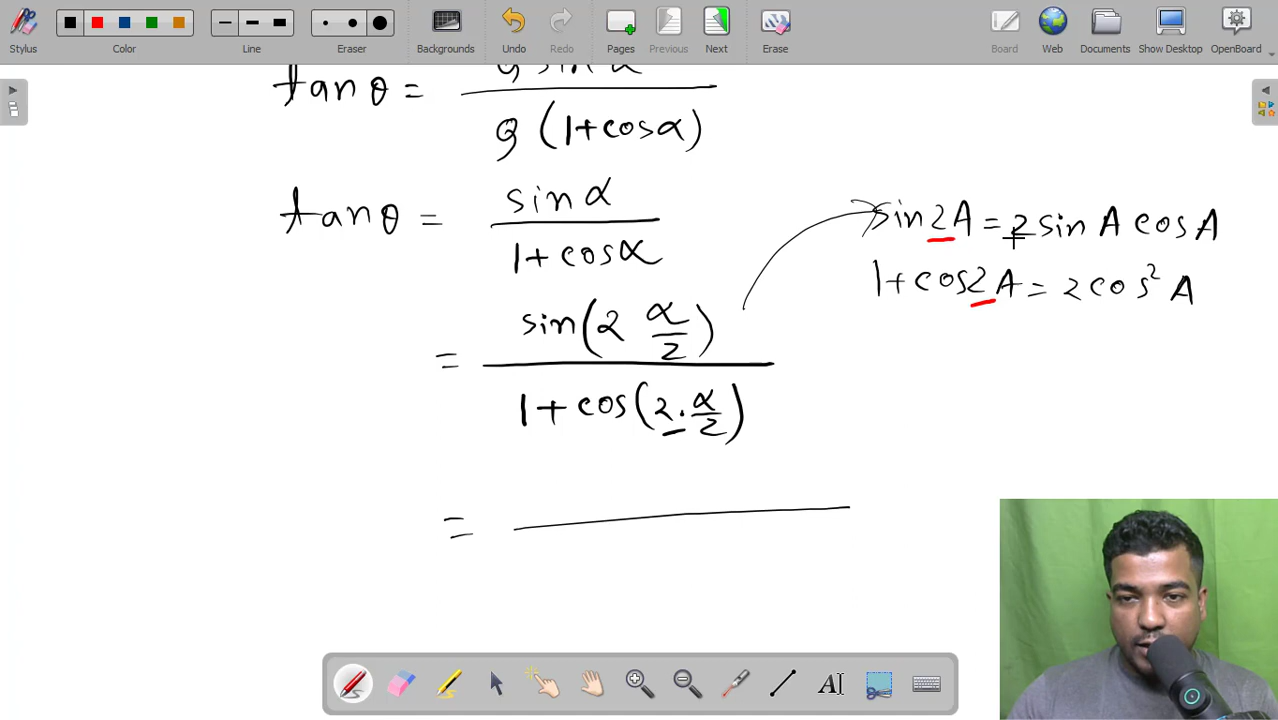 Stylus Color Line Eraser Backgrounds Undo Redo Pages Previous Next Erase Board Web Documents Show Desktop OpenBoard
sin α
tan θ = g (1+cos α)
tan θ = sin α / 1+cos α
sin 2A = 2 sin A cos A
1+ cos 2A = 2 cos² A
= sin(2 α/2) / 1+cos(2.α/2)
=